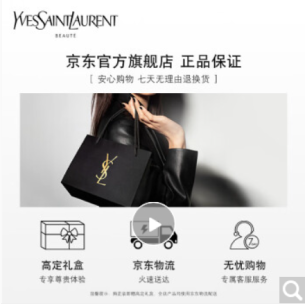 YVESSAINTLAURENT
BEAUTÉ
京东官方旗舰店 正品保证
[ 安心购物 七天无理由退换货 ]
YSL
高定礼盒 京东物流 无忧购物
专享尊贵体验 火速送达 专属客服服务